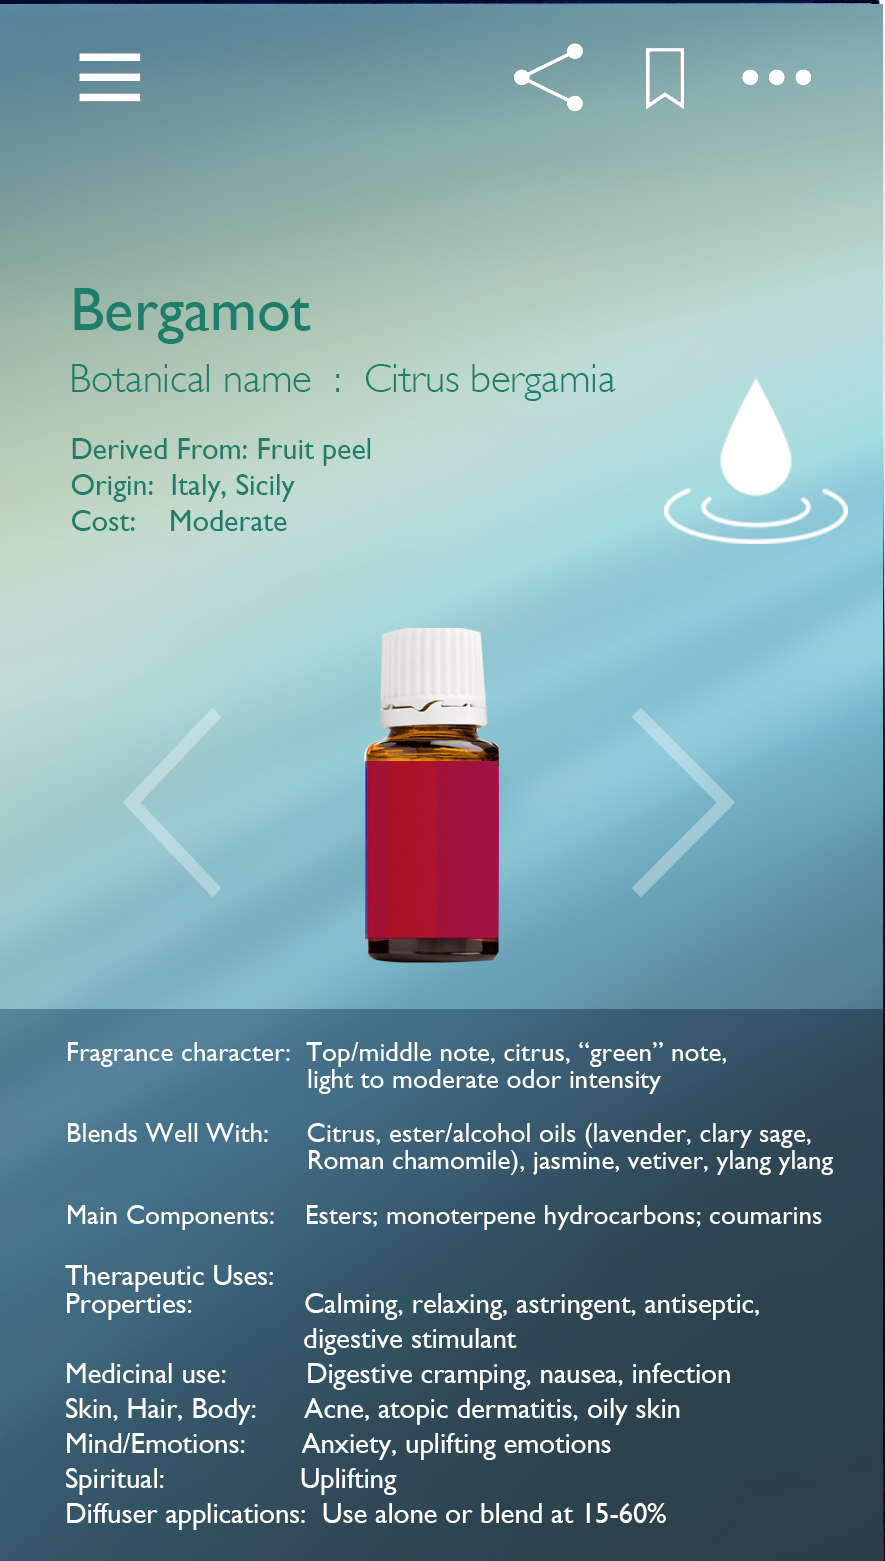 Bergamot
Botanical name : Citrus bergamia
Derived From: Fruit peel
Origin: Italy, Sicily
Cost: Moderate
Fragrance character: Top/middle note, citrus, “green” note,
light to moderate odor intensity
Blends Well With: Citrus, ester/alcohol oils (lavender, clary sage,
Roman chamomile), jasmine, vetiver, ylang ylang
Main Components: Esters; monoterpene hydrocarbons; coumarins
Therapeutic Uses:
Properties: Calming, relaxing, astringent, antiseptic,
digestive stimulant
Medicinal use: Digestive cramping, nausea, infection
Skin, Hair, Body: Acne, atopic dermatitis, oily skin
Mind/Emotions: Anxiety, uplifting emotions
Spiritual: Uplifting
Diffuser applications: Use alone or blend at 15-60%